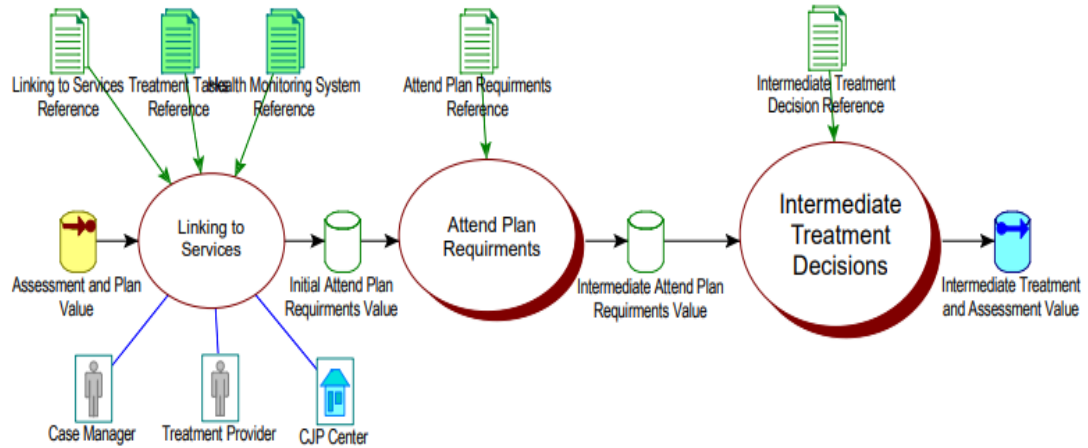 Linking to Services
Reference
Treatment Tasks
Reference
Health Monitoring System
Reference
Attend Plan Requirments
Reference
Intermediate Treatment
Decision Reference
Linking to
Services
Attend Plan
Requirments
Intermediate
Treatment
Decisions
Assessment and Plan
Value
Initial Attend Plan
Requirments Value
Intermediate Attend Plan
Requirments Value
Intermediate Treatment
and Assessment Value
Case Manager
Treatment Provider
CJP Center